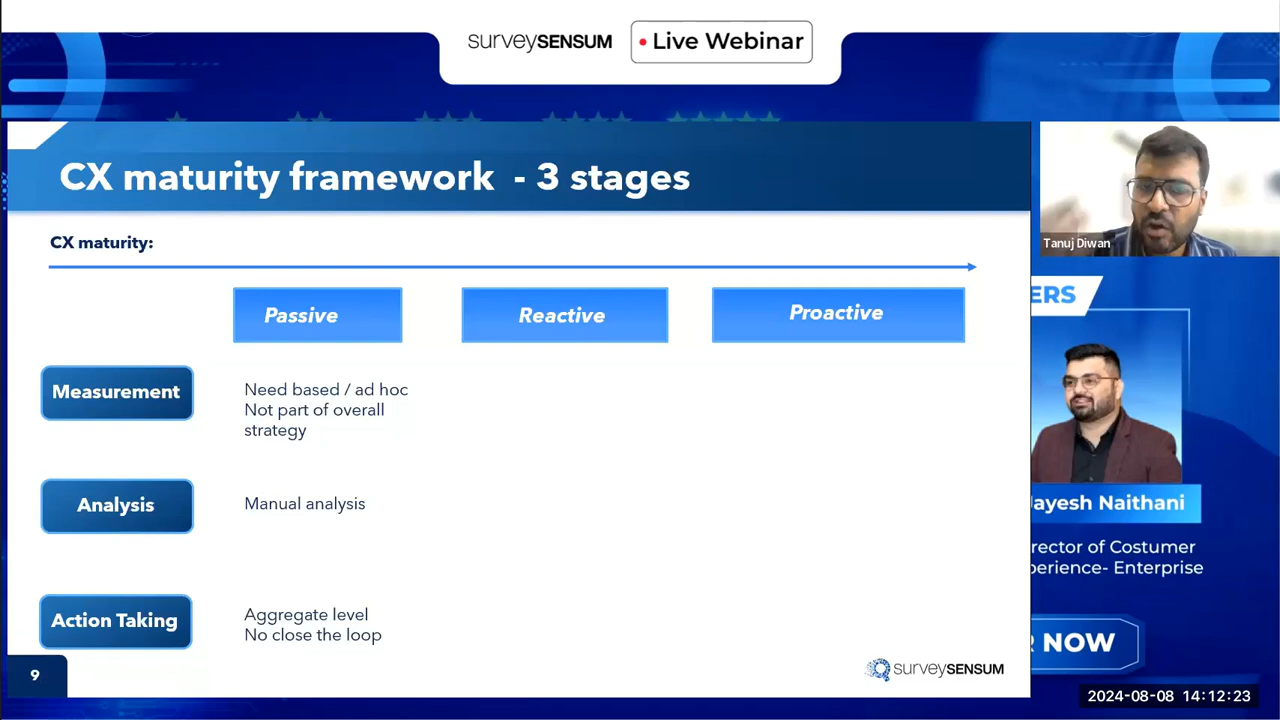 surveySENSUM
Live Webinar
CX maturity framework - 3 stages
CX maturity:
Passive
Reactive
Proactive
Measurement
Need based / ad hoc
Not part of overall
strategy
Analysis
Manual analysis
Action Taking
Aggregate level
No close the loop
9
surveySENSUM
Tanuj Diwan
ERS
Jayesh Naithani
rector of Costumer
perience- Enterprise
NOW
2024-08-08 14:12:23